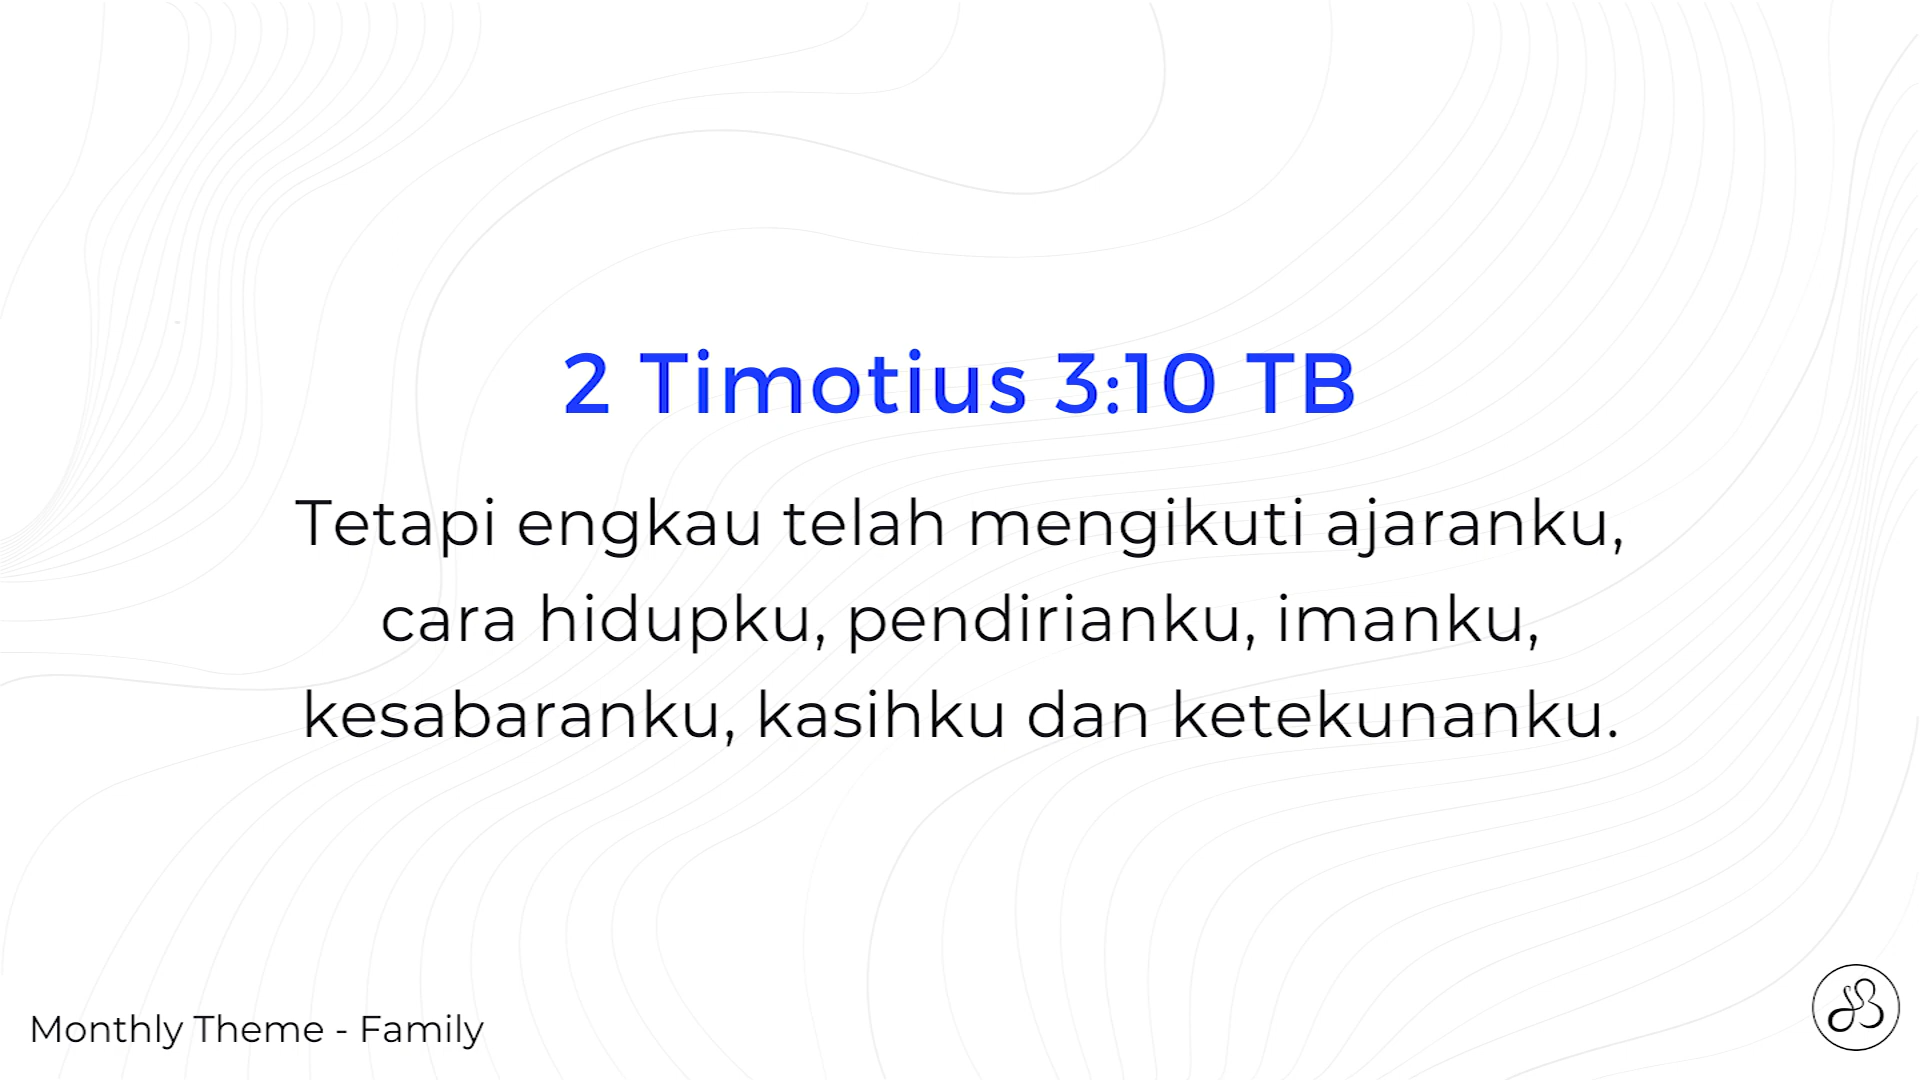 2 Timotius 3:10 TB
Tetapi engkau telah mengikuti ajaranku,
cara hidupku, pendirianku, imanku,
kesabaranku, kasihku dan ketekunanku.
Monthly Theme - Family